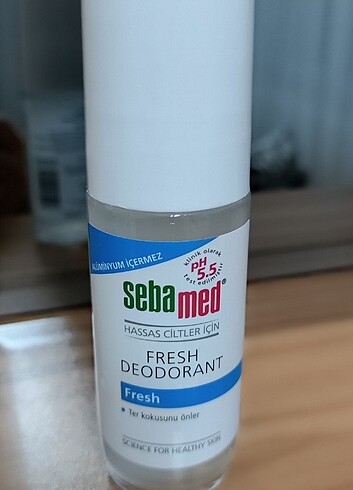 ALÜMİNYUM İÇERMEZ
klinik olarak
pH
5.5
test edilmiştir
sebamed®
HASSAS CİLTLER İÇİN
FRESH
DEODORANT
Fresh
• Ter kokusunu önler
SCIENCE FOR HEALTHY SKIN